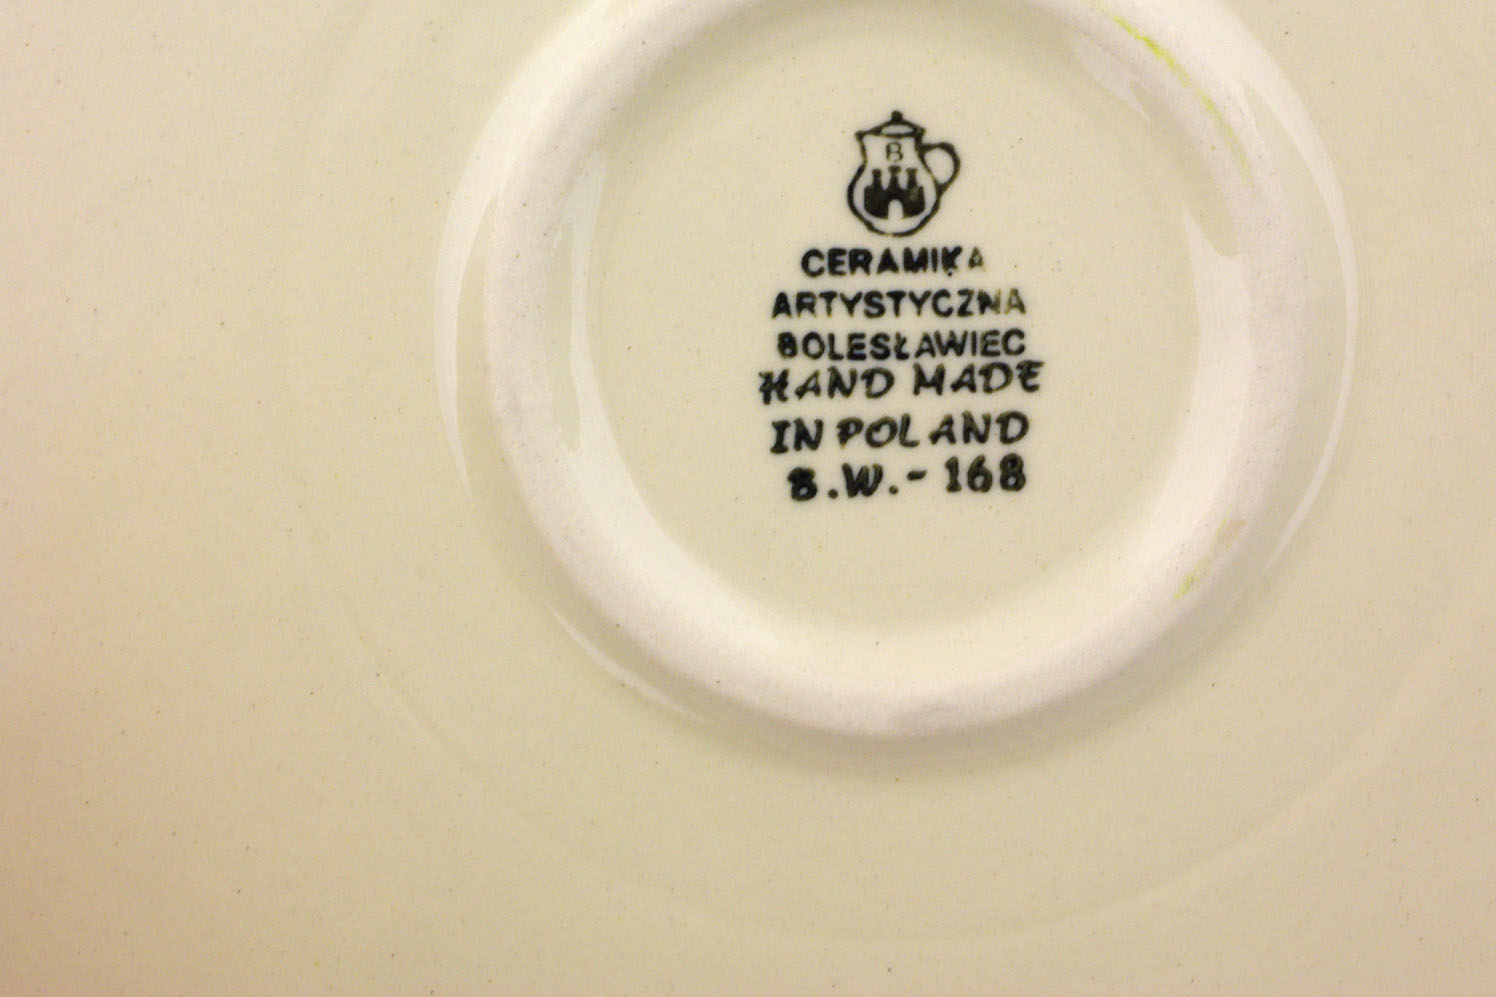 B
CERAMIKA
ARTYSTYCZNA
BOLESŁAWIEC
HAND MADE
IN POLAND
B.W.-168